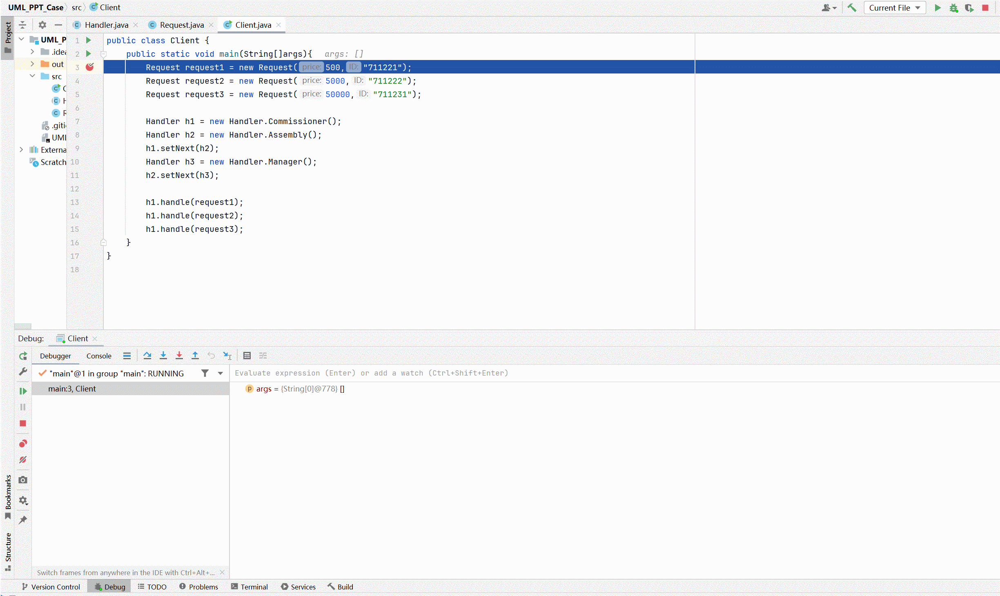 UML_PPT_Case src Client Current File
Project
Handler.java Request.java Client.java
UML_P
.idea
out
src
C
H
R
.giti
UML
Externa
Scratch
1 public class Client {
2 public static void main(String[]args){ args: []
3 Request request1 = new Request( price: 500, ID: "711221");
4 Request request2 = new Request( price: 5000, ID: "711222");
5 Request request3 = new Request( price: 50000, ID: "711231");
6
7 Handler h1 = new Handler.Commissioner();
8 Handler h2 = new Handler.Assembly();
9 h1.setNext(h2);
10 Handler h3 = new Handler.Manager();
11 h2.setNext(h3);
12
13 h1.handle(request1);
14 h1.handle(request2);
15 h1.handle(request3);
16 }
17 }
18
Debug: Client
Debugger Console
"main"@1 in group "main": RUNNING
Evaluate expression (Enter) or add a watch (Ctrl+Shift+Enter)
main:3, Client
p args = {String[0]@778} []
Bookmarks
Structure
Switch frames from anywhere in the IDE with Ctrl+Alt+...
Version Control Debug TODO Problems Terminal Services Build